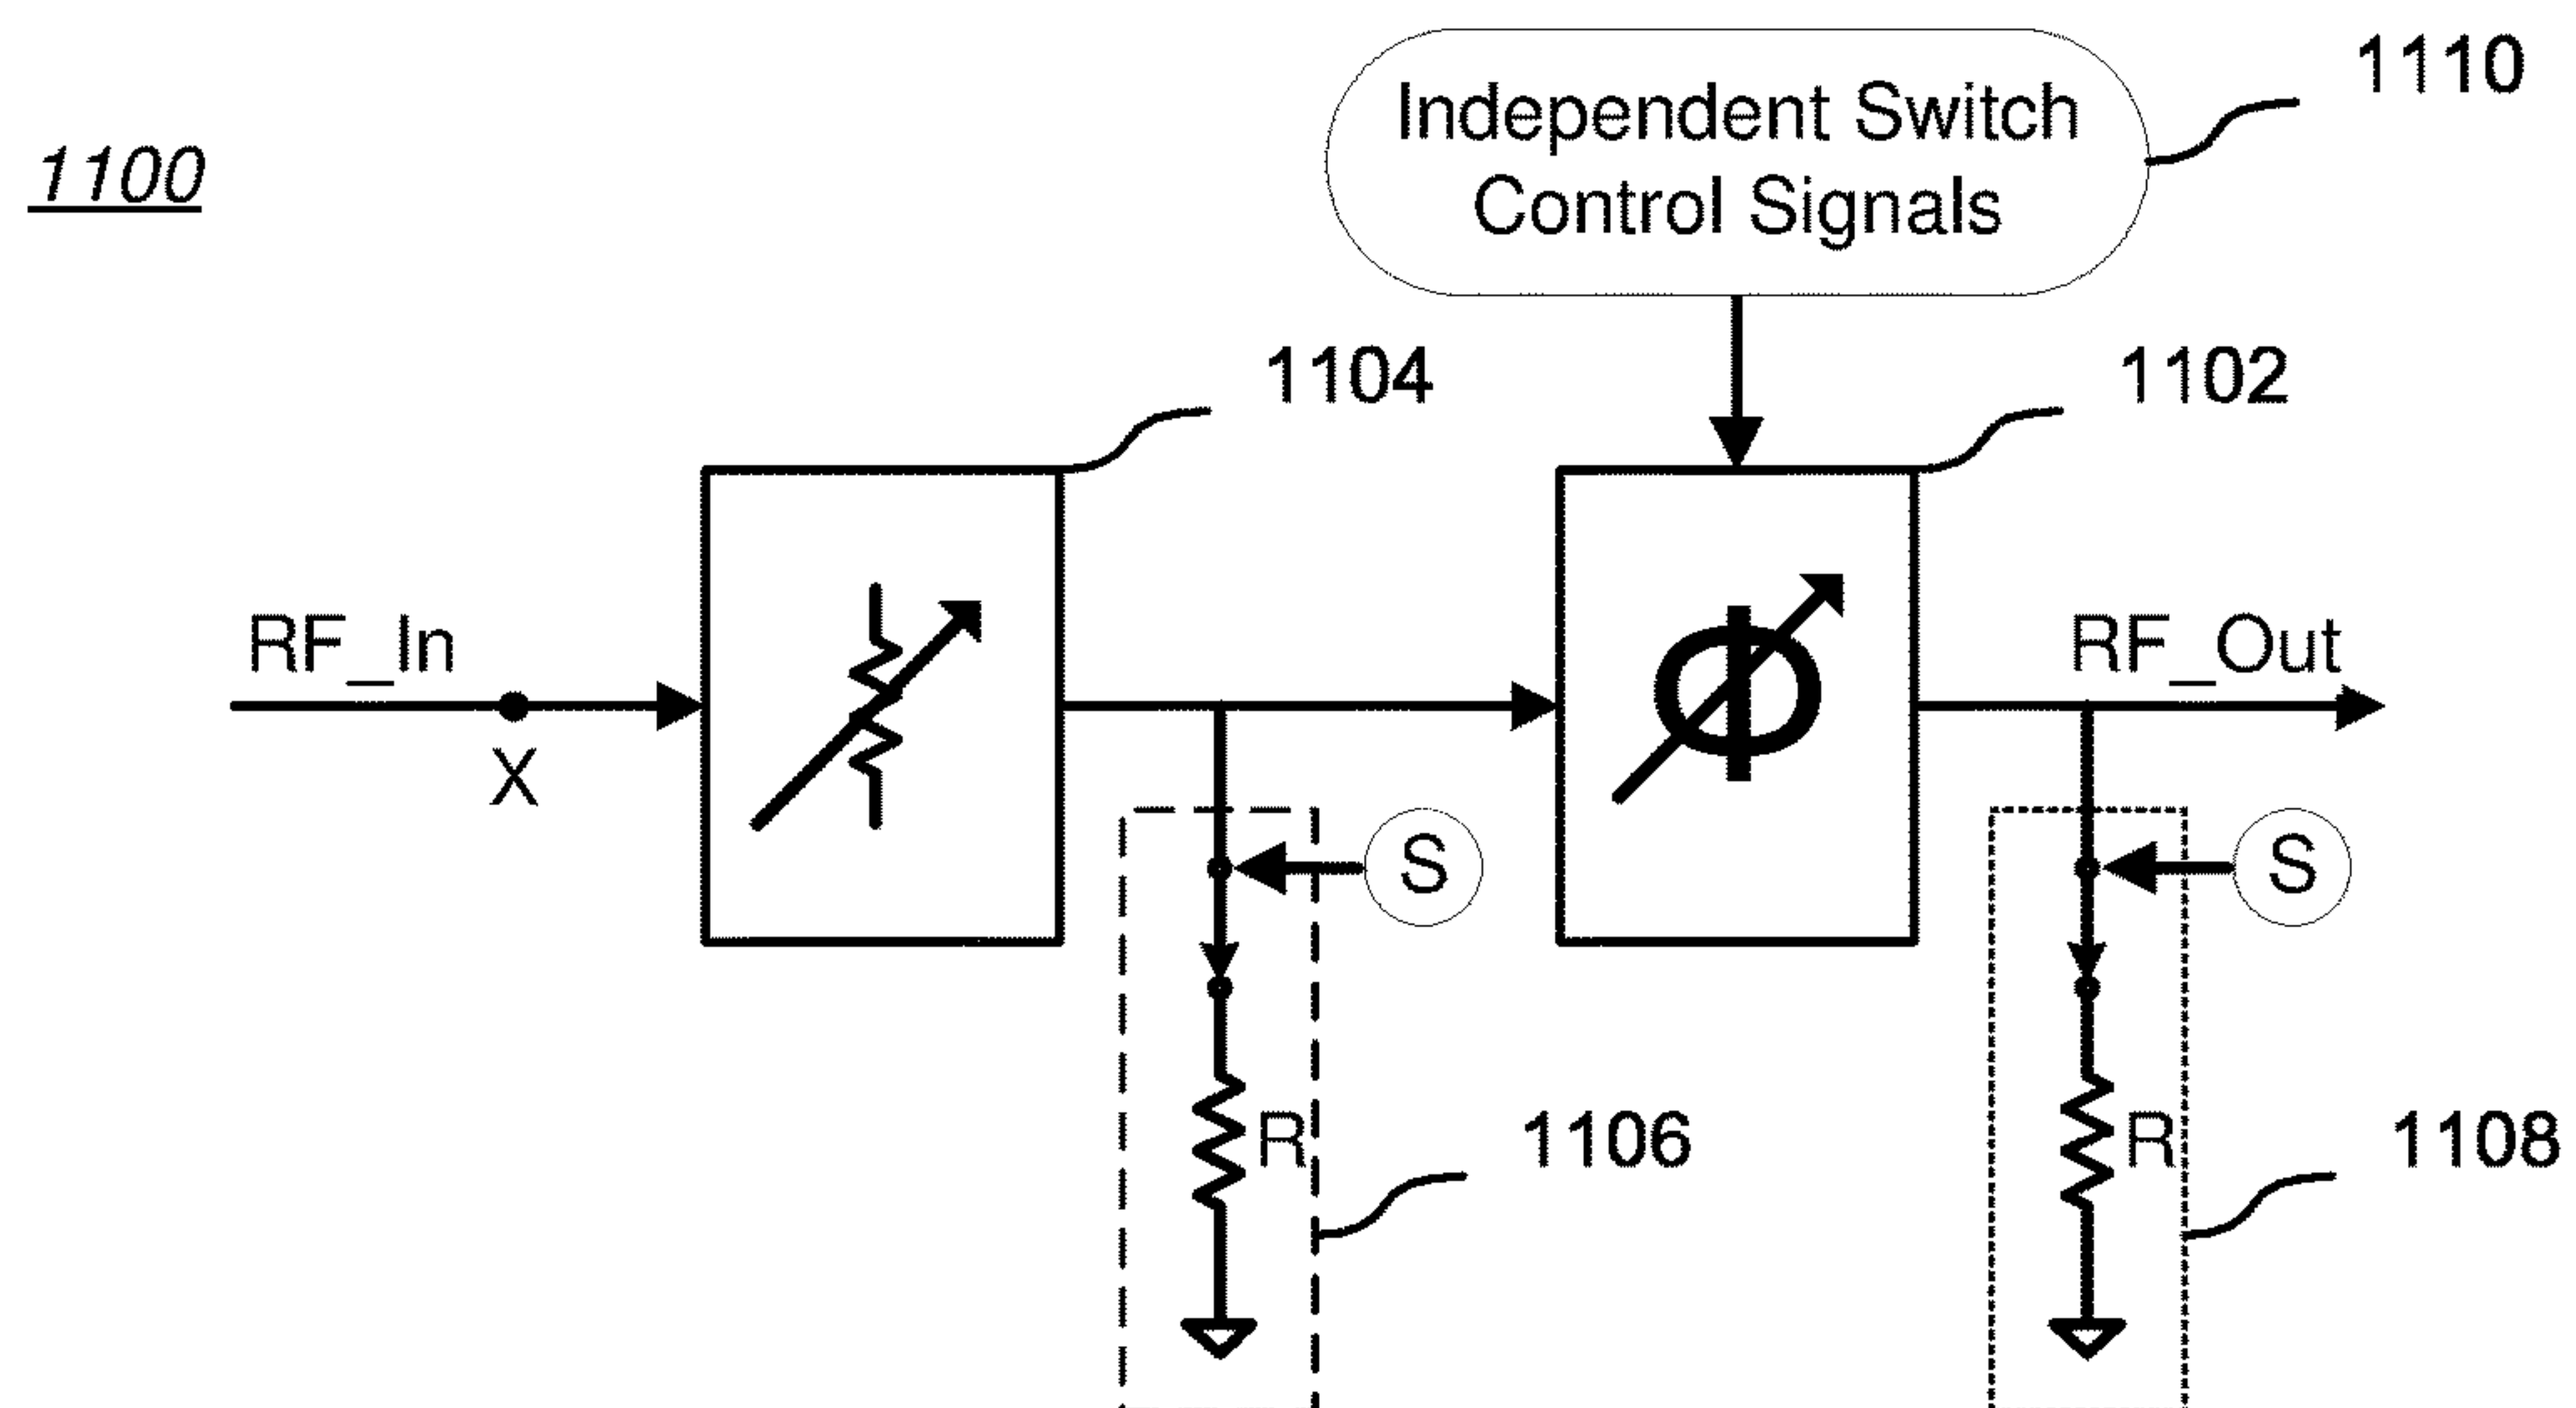 1110
Independent Switch
Control Signals
1100
1104
1102
RF_In
Φ
RF_Out
X
S
S
R
1106
R
1108